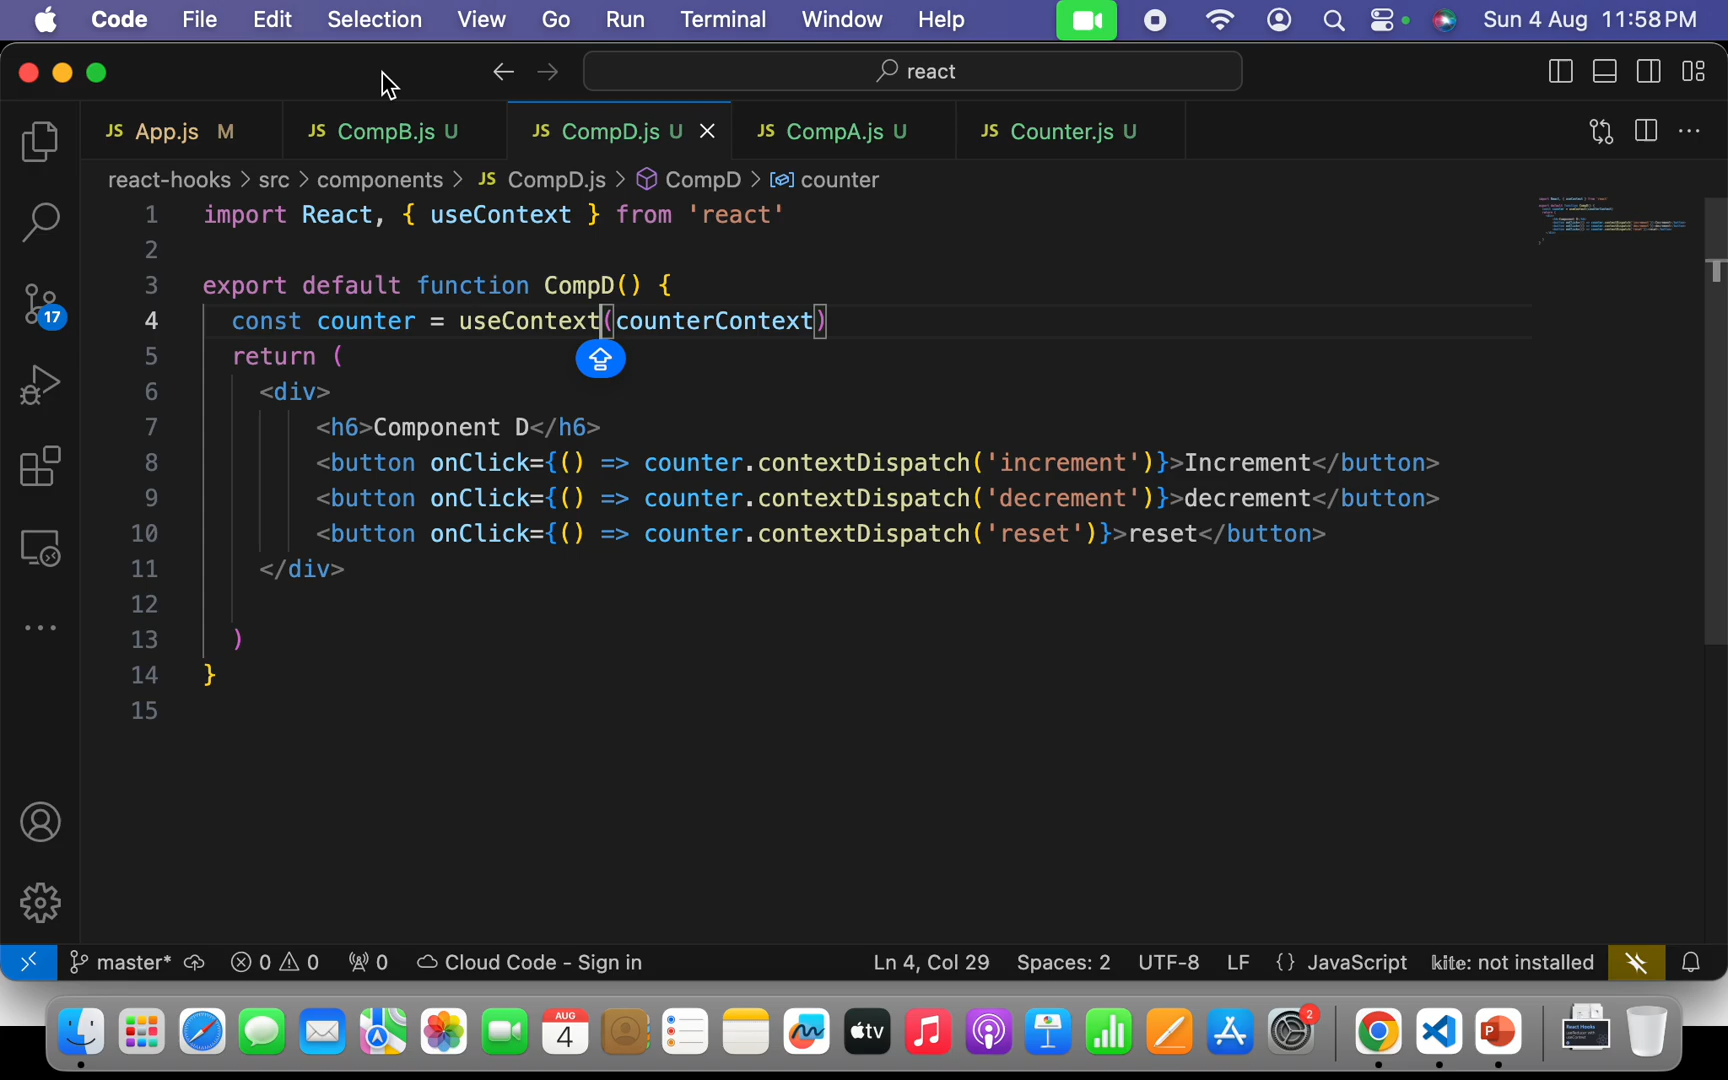 Code File Edit Selection View Go Run Terminal Window Help Sun 4 Aug 11:58 PM
react
JS App.js M JS CompB.js U JS CompD.js U JS CompA.js U JS Counter.js U
react-hooks > src > components > JS CompD.js > CompD > counter
1 import React, { useContext } from 'react'
2
3 export default function CompD() {
4 const counter = useContext(counterContext)
5 return (
6 <div>
7 <h6>Component D</h6>
8 <button onClick={() => counter.contextDispatch('increment')}>Increment</button>
9 <button onClick={() => counter.contextDispatch('decrement')}>decrement</button>
10 <button onClick={() => counter.contextDispatch('reset')}>reset</button>
11 </div>
12
13 )
14 }
15
17
master* 0 0 0 Cloud Code - Sign in Ln 4, Col 29 Spaces: 2 UTF-8 LF {} JavaScript kite: not installed
AUG
4
tv
2
P
React Hooks